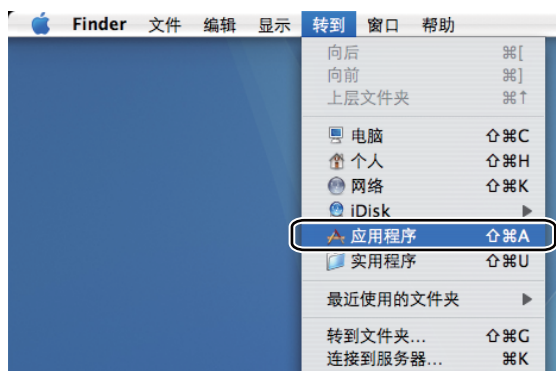 Finder 文件 编辑 显示 转到 窗口 帮助
向后 ⌘[
向前 ⌘]
上层文件夹 ⌘↑
电脑 ⇧⌘C
个人 ⇧⌘H
网络 ⇧⌘K
iDisk ▶
应用程序 ⇧⌘A
实用程序 ⇧⌘U
最近使用的文件夹 ▶
转到文件夹... ⇧⌘G
连接到服务器... ⌘K